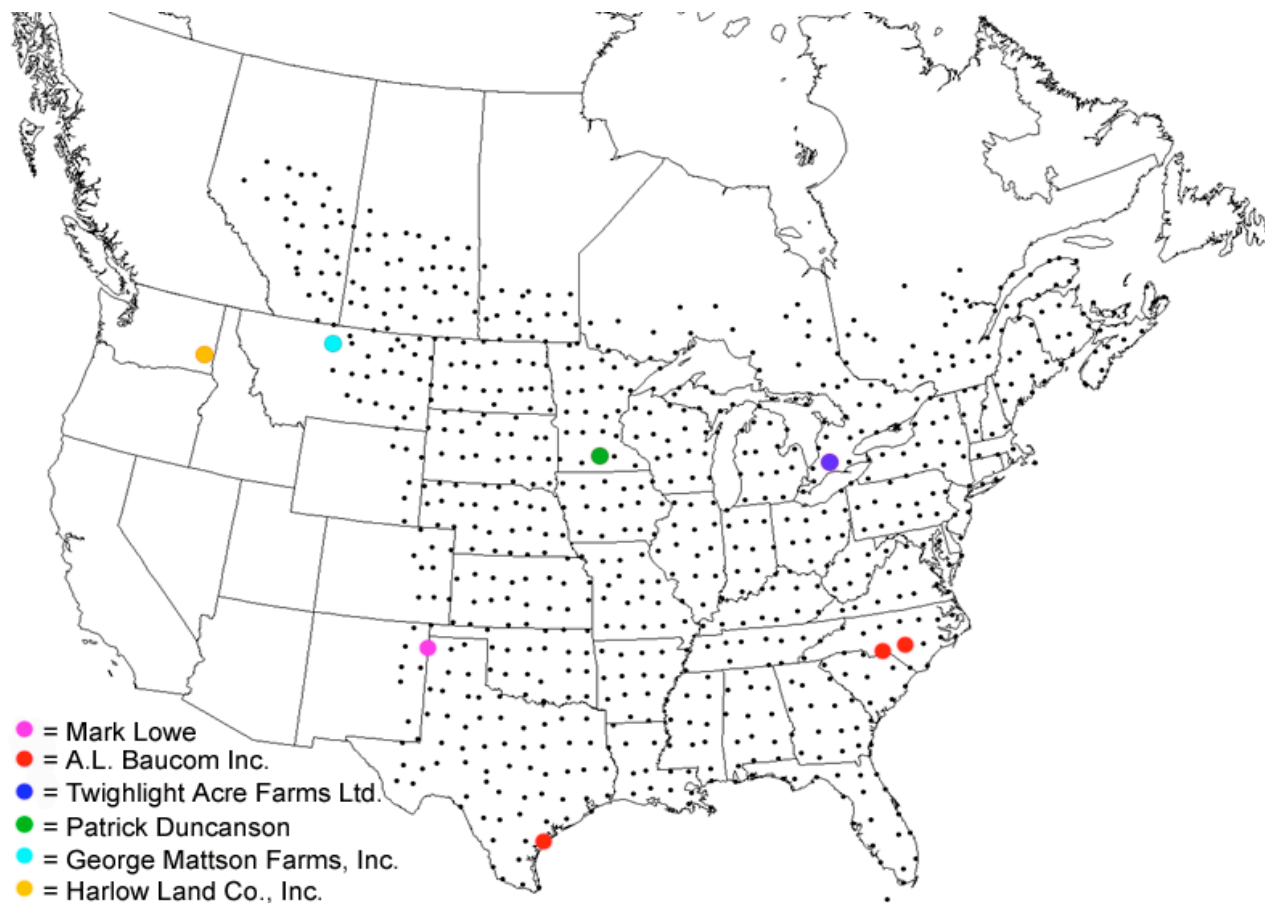 = Mark Lowe
= A.L. Baucom Inc.
= Twighlight Acre Farms Ltd.
= Patrick Duncanson
= George Mattson Farms, Inc.
= Harlow Land Co., Inc.